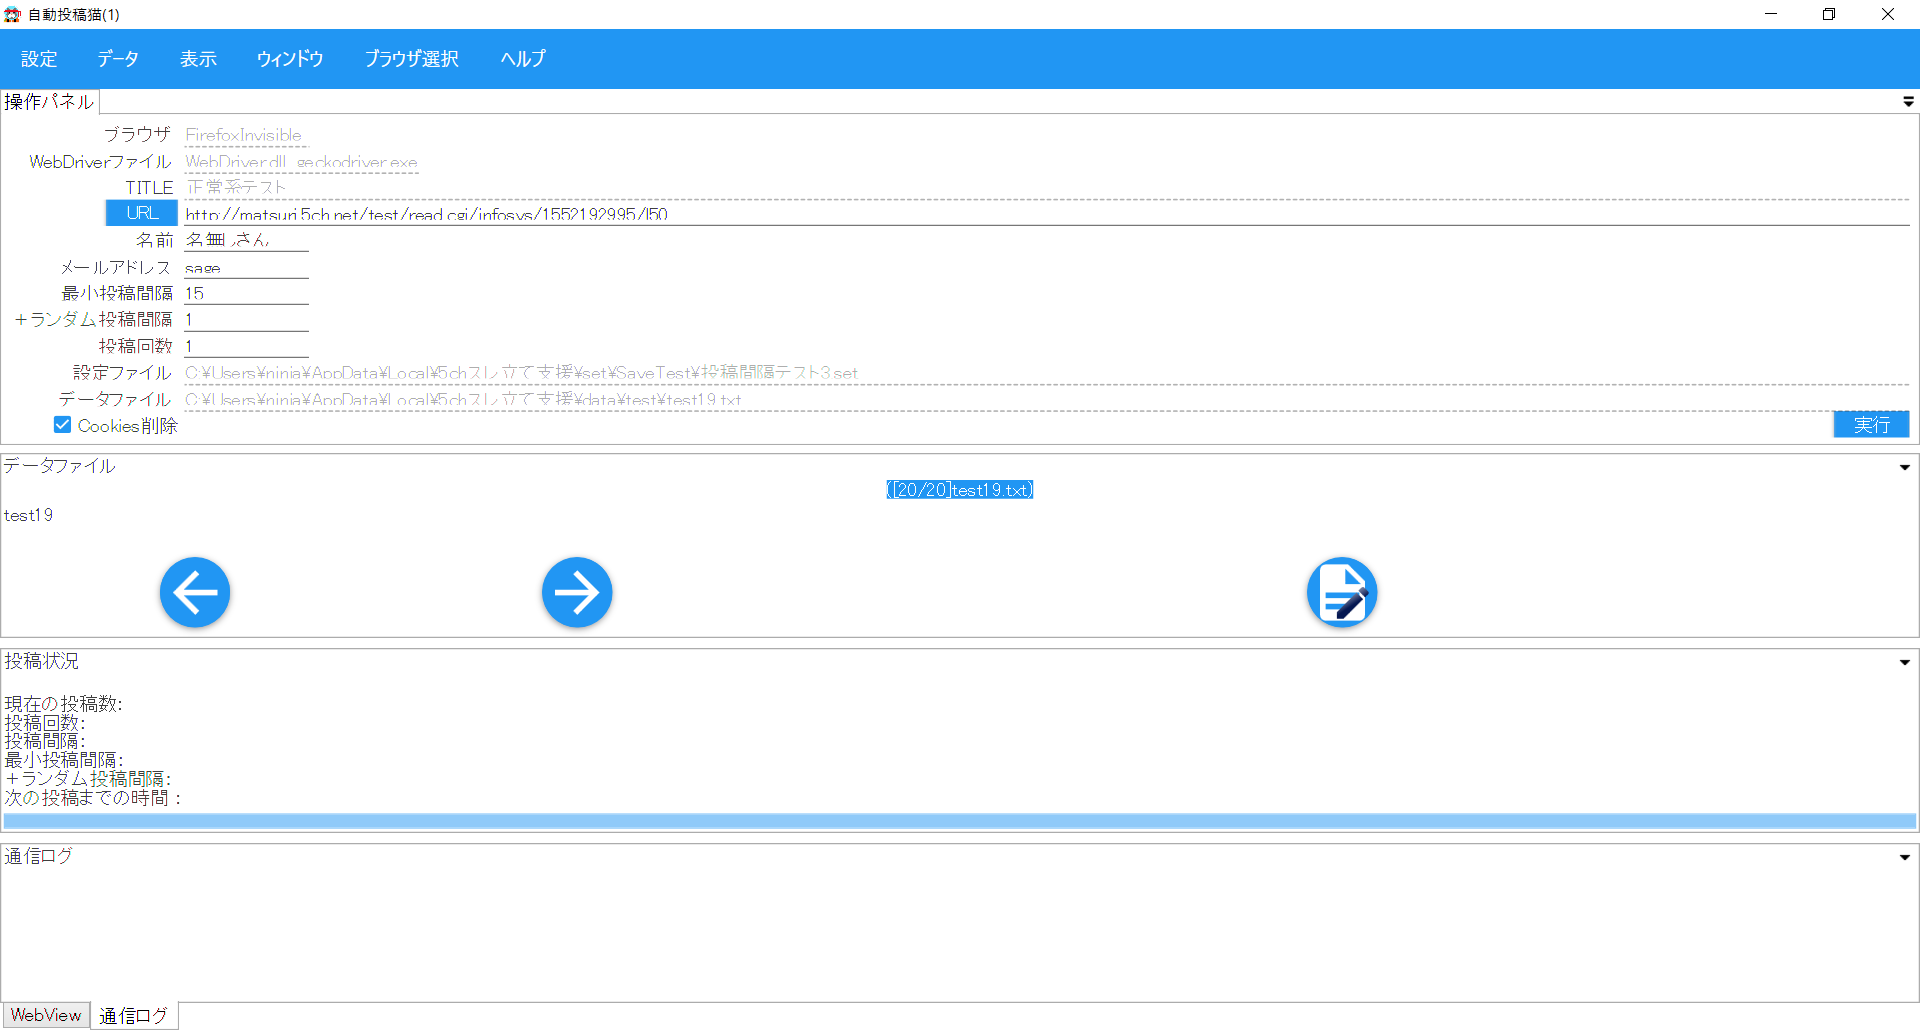 自動投稿猫(1)
設定 データ 表示 ウィンドウ ブラウザ選択 ヘルプ
操作パネル
ブラウザ FirefoxInvisible
WebDriverファイル WebDriver.dll geckodriver.exe
TITLE 正常系テスト
URL http://matsuri.5ch.net/test/read.cgi/infosys/1552192995/l50
名前 名無しさん
メールアドレス sage
最小投稿間隔 15
+ランダム投稿間隔 1
投稿回数 1
設定ファイル C:¥Users¥ninja¥AppData¥Local¥5chスレ立て支援¥set¥SaveTest¥投稿間隔テスト3.set
データファイル C:¥Users¥ninja¥AppData¥Local¥5chスレ立て支援¥data¥test¥test19.txt
Cookies削除 実行
データファイル
([20/20]test19.txt)
test19
投稿状況
現在の投稿数:
投稿回数:
投稿間隔:
最小投稿間隔:
+ランダム投稿間隔:
次の投稿までの時間 :
通信ログ
WebView 通信ログ